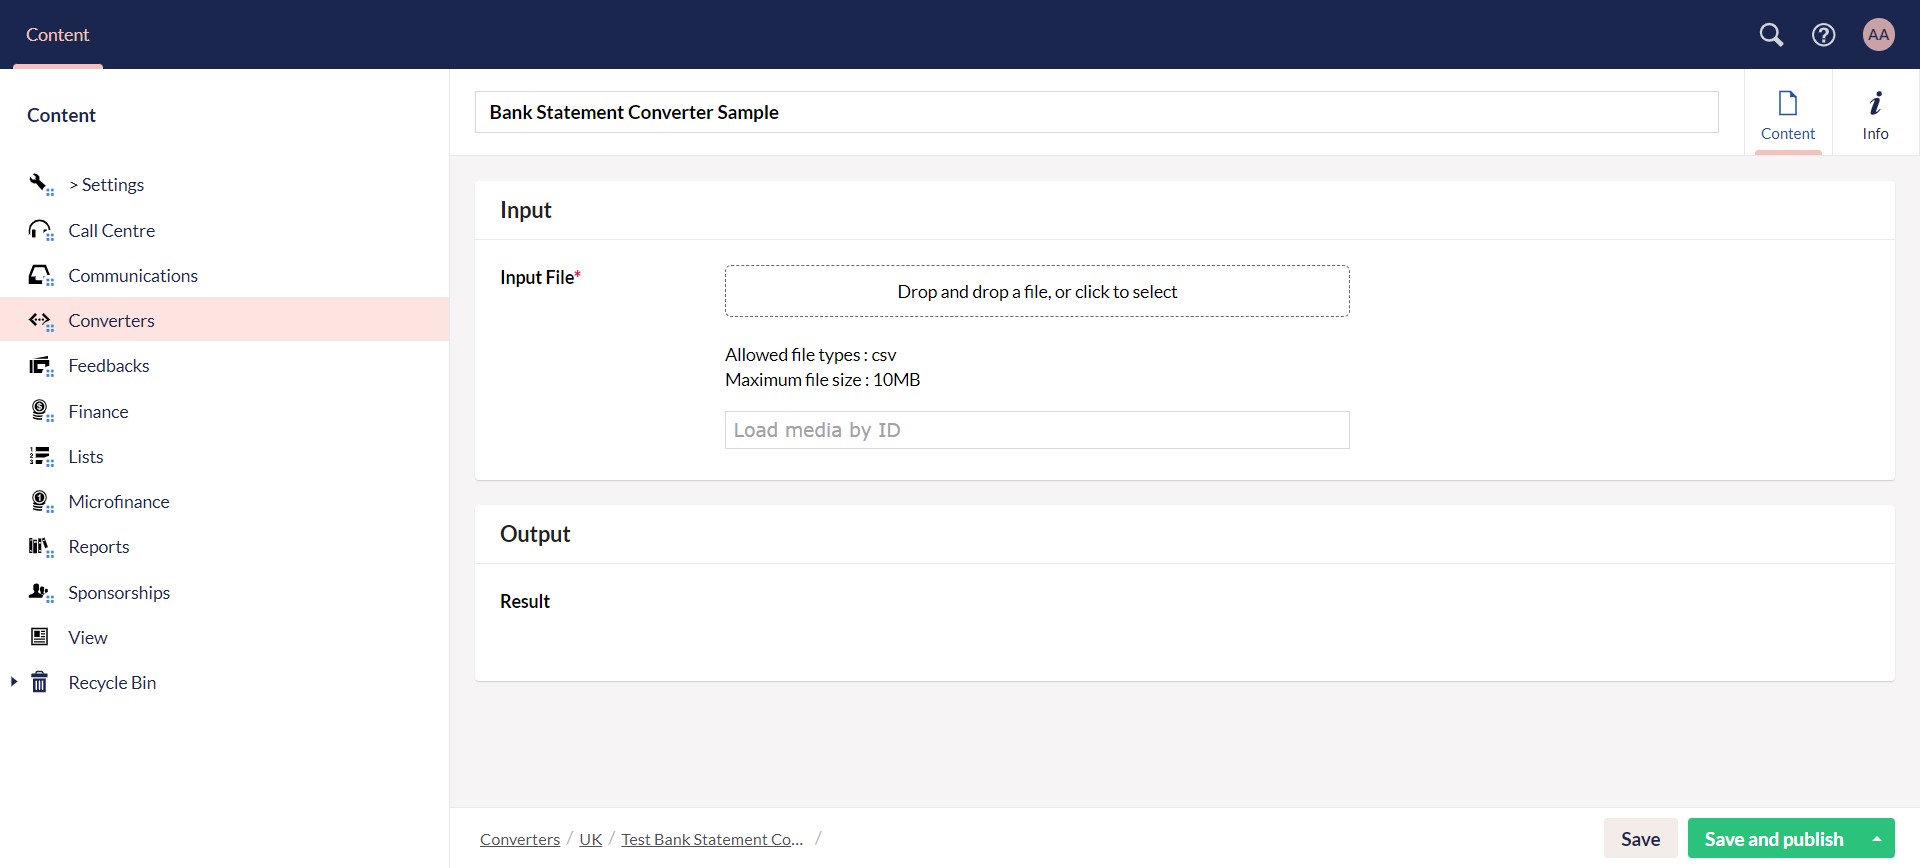 Content
AA
Content
> Settings
Call Centre
Communications
Converters
Feedbacks
Finance
Lists
Microfinance
Reports
Sponsorships
View
Recycle Bin
Bank Statement Converter Sample
Content
Info
Input
Input File*
Drop and drop a file, or click to select
Allowed file types : csv
Maximum file size : 10MB
Load media by ID
Output
Result
Converters / UK / Test Bank Statement Co... /
Save
Save and publish